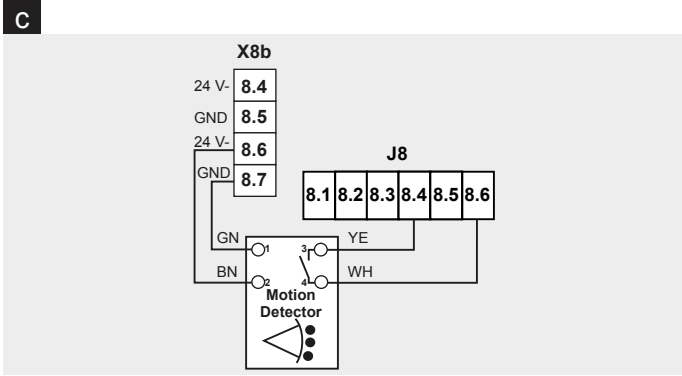 C
X8b
24 V- 8.4
GND 8.5
24 V- 8.6
GND 8.7
J8
8.1 8.2 8.3 8.4 8.5 8.6
GN 1 3 YE
BN 2 4 WH
Motion
Detector